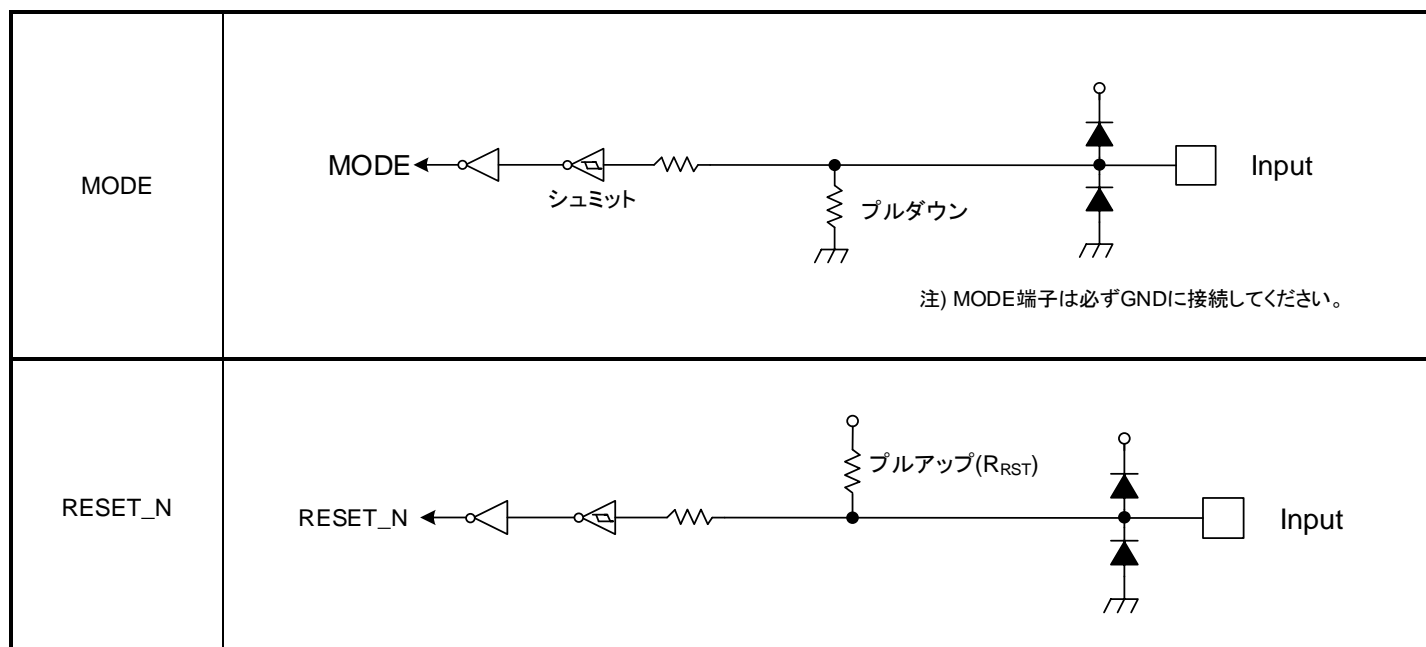 MODE
MODE
シュミット
プルダウン
Input
注) MODE端子は必ずGNDに接続してください。
RESET_N
RESET_N
プルアップ(RRST)
Input